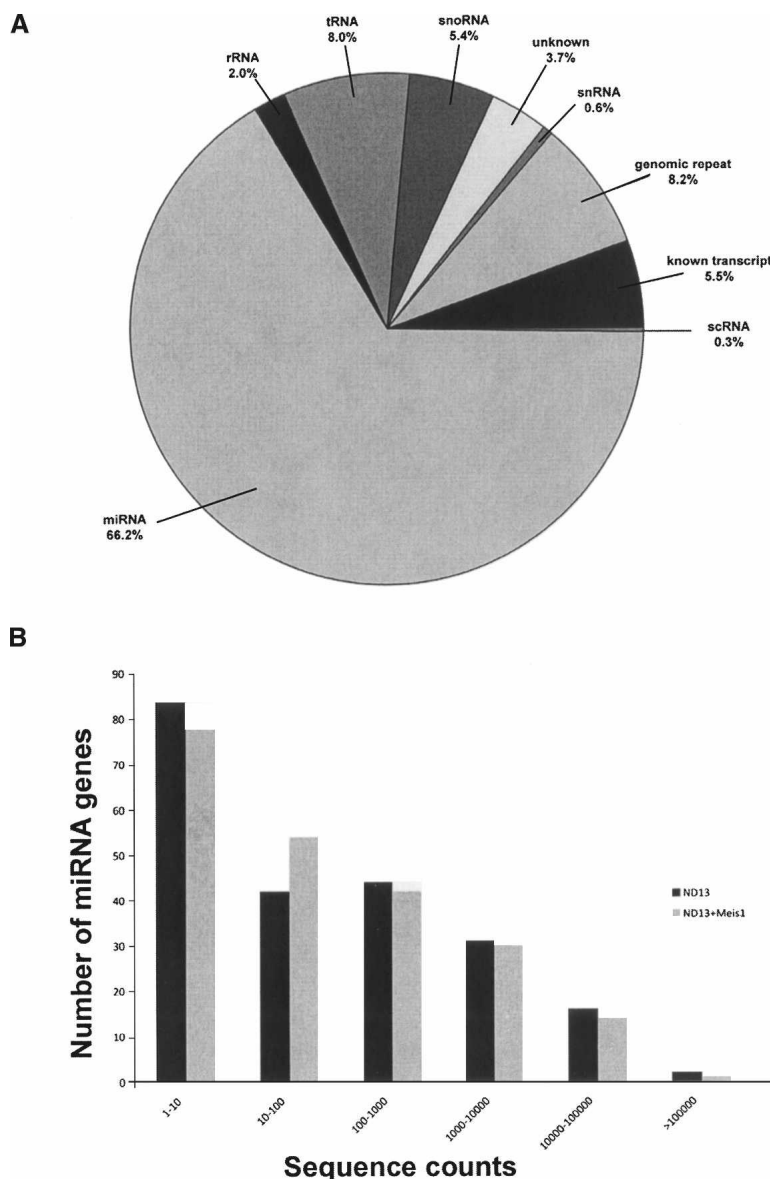 A
tRNA
8.0%
snoRNA
5.4%
unknown
3.7%
rRNA
2.0%
snRNA
0.6%
genomic repeat
8.2%
known transcript
5.5%
scRNA
0.3%
miRNA
66.2%
B
Number of miRNA genes
90
80
70
60
50
40
30
20
10
0
ND13
ND13+Meis1
1-10
10-100
100-1000
1000-10000
10000-100000
>100000
Sequence counts